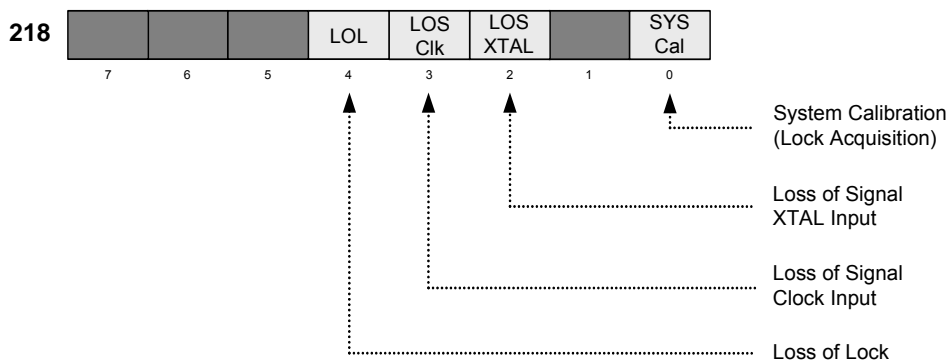 218
LOL
LOS
Clk
LOS
XTAL
SYS
Cal
7 6 5 4 3 2 1 0
System Calibration
(Lock Acquisition)
Loss of Signal
XTAL Input
Loss of Signal
Clock Input
Loss of Lock